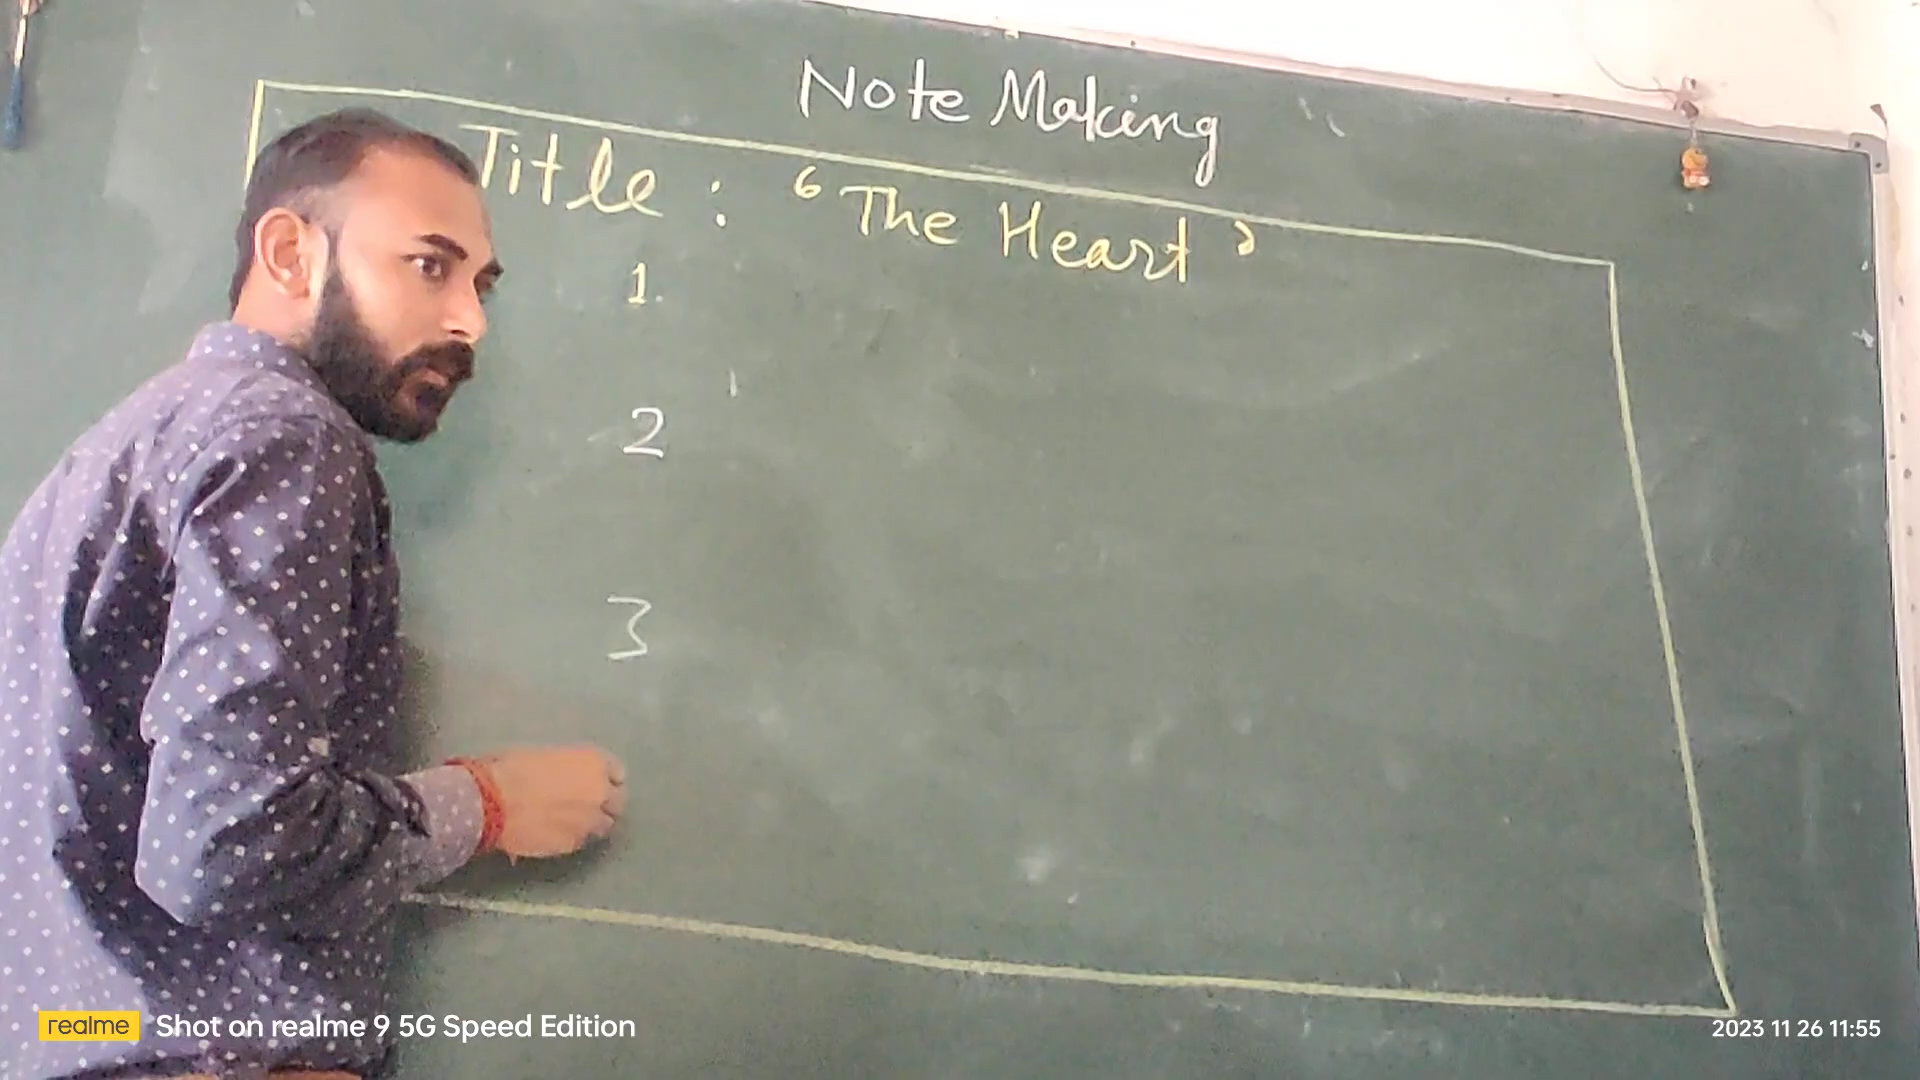 Note Making
Title : ‘The Heart’
1.
2
3
realme Shot on realme 9 5G Speed Edition
2023 11 26 11:55